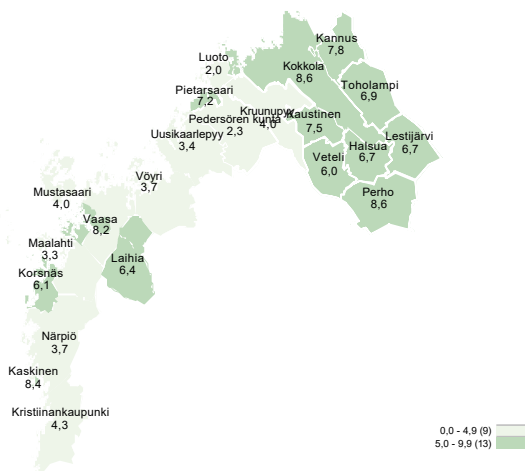 Kannus
7,8
Luoto
2,0
Kokkola
8,6
Toholampi
6,9
Pietarsaari
7,2
Kruunupyy
4,0
Kaustinen
7,5
Pedersören kunta
2,3
Uusikaarlepyy
3,4
Lestijärvi
6,7
Halsua
6,7
Veteli
6,0
Vöyri
3,7
Perho
8,6
Mustasaari
4,0
Vaasa
8,2
Maalahti
3,3
Laihia
6,4
Korsnäs
6,1
Närpiö
3,7
Kaskinen
8,4
Kristiinankaupunki
4,3
0,0 - 4,9 (9)
5,0 - 9,9 (13)